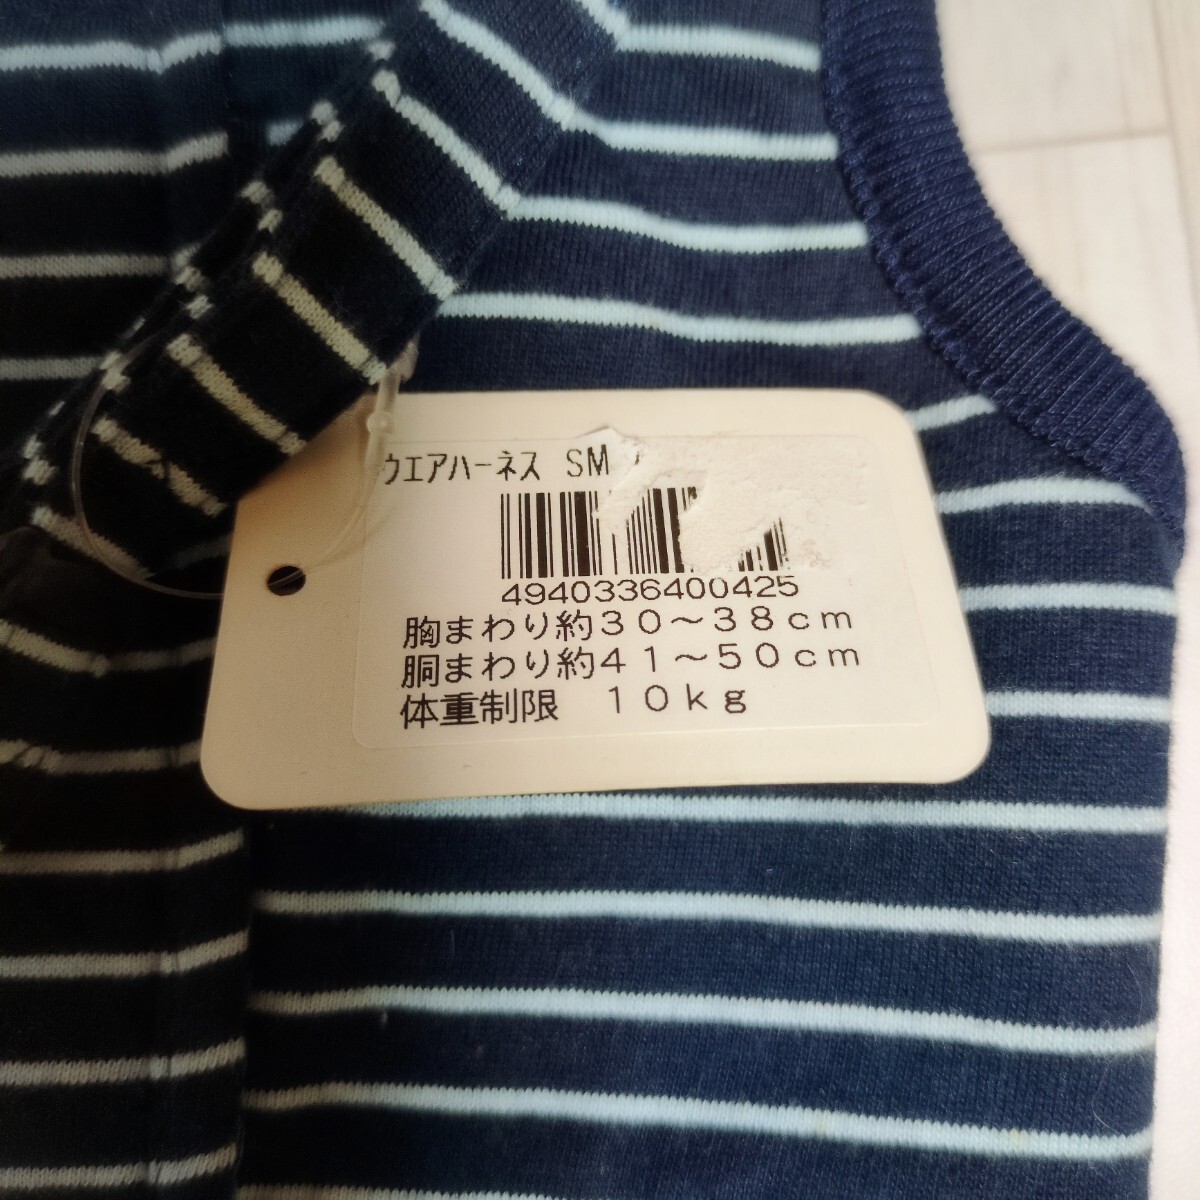 ウエアハーネス SM
4940336400425
胸まわり約30～38cm
胴まわり約41～50cm
体重制限 10kg